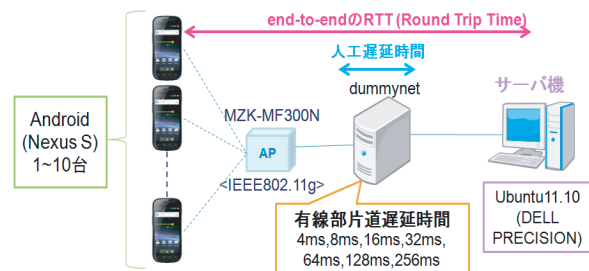 end-to-endのRTT(Round Trip Time)
人工遅延時間
dummynet
サーバ機
Android
(Nexus S)
1~10台
MZK-MF300N
AP
<IEEE802.11g>
有線部片道遅延時間
4ms,8ms,16ms,32ms,
64ms,128ms,256ms
Ubuntu11.10
(DELL
PRECISION)